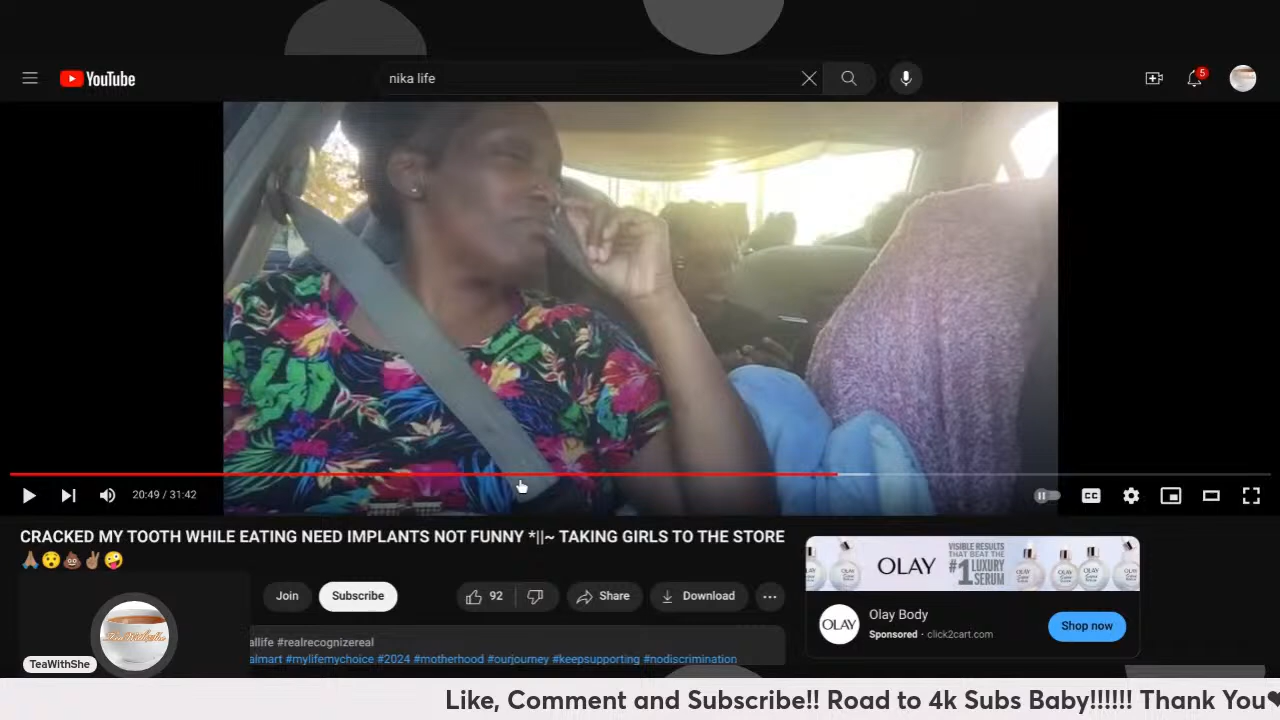 YouTube
nika life
5
20:49 / 31:42
CC
CRACKED MY TOOTH WHILE EATING NEED IMPLANTS NOT FUNNY *||~ TAKING GIRLS TO THE STORE
🙏🏽😯💩✌🏽🤪
Join
Subscribe
92
Share
Download
...
allife #realrecognizereal
almart #mylifemychoice #2024 #motherhood #ourjourney #keepsupporting #nodiscrimination
OLAY
VISIBLE RESULTS
THAT BEAT THE
#1 LUXURY
SERUM
OLAY
Olay Body
Sponsored · click2cart.com
Shop now
TeaWithShe
TeaWithShe
Like, Comment and Subscribe!! Road to 4k Subs Baby!!!!!! Thank You❤